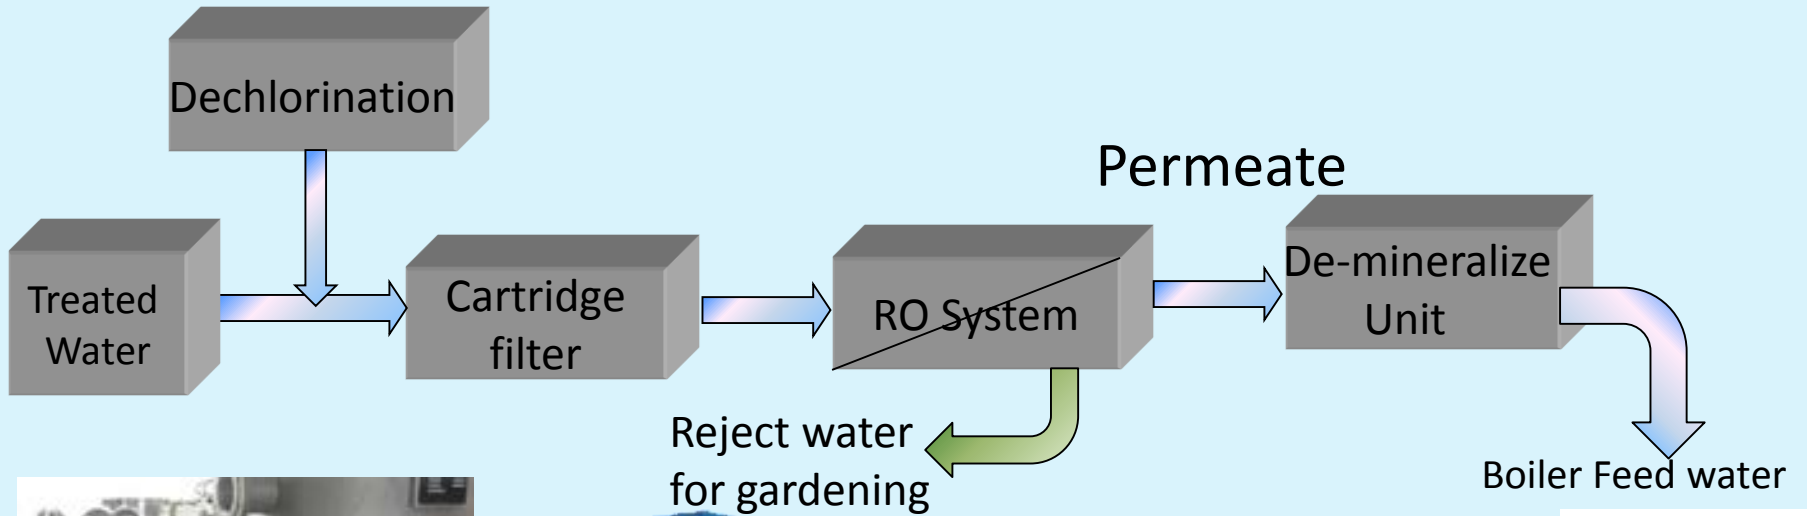 Dechlorination
Permeate
Treated
Water
Cartridge
filter
RO System
De-mineralize
Unit
Reject water
for gardening
Boiler Feed water